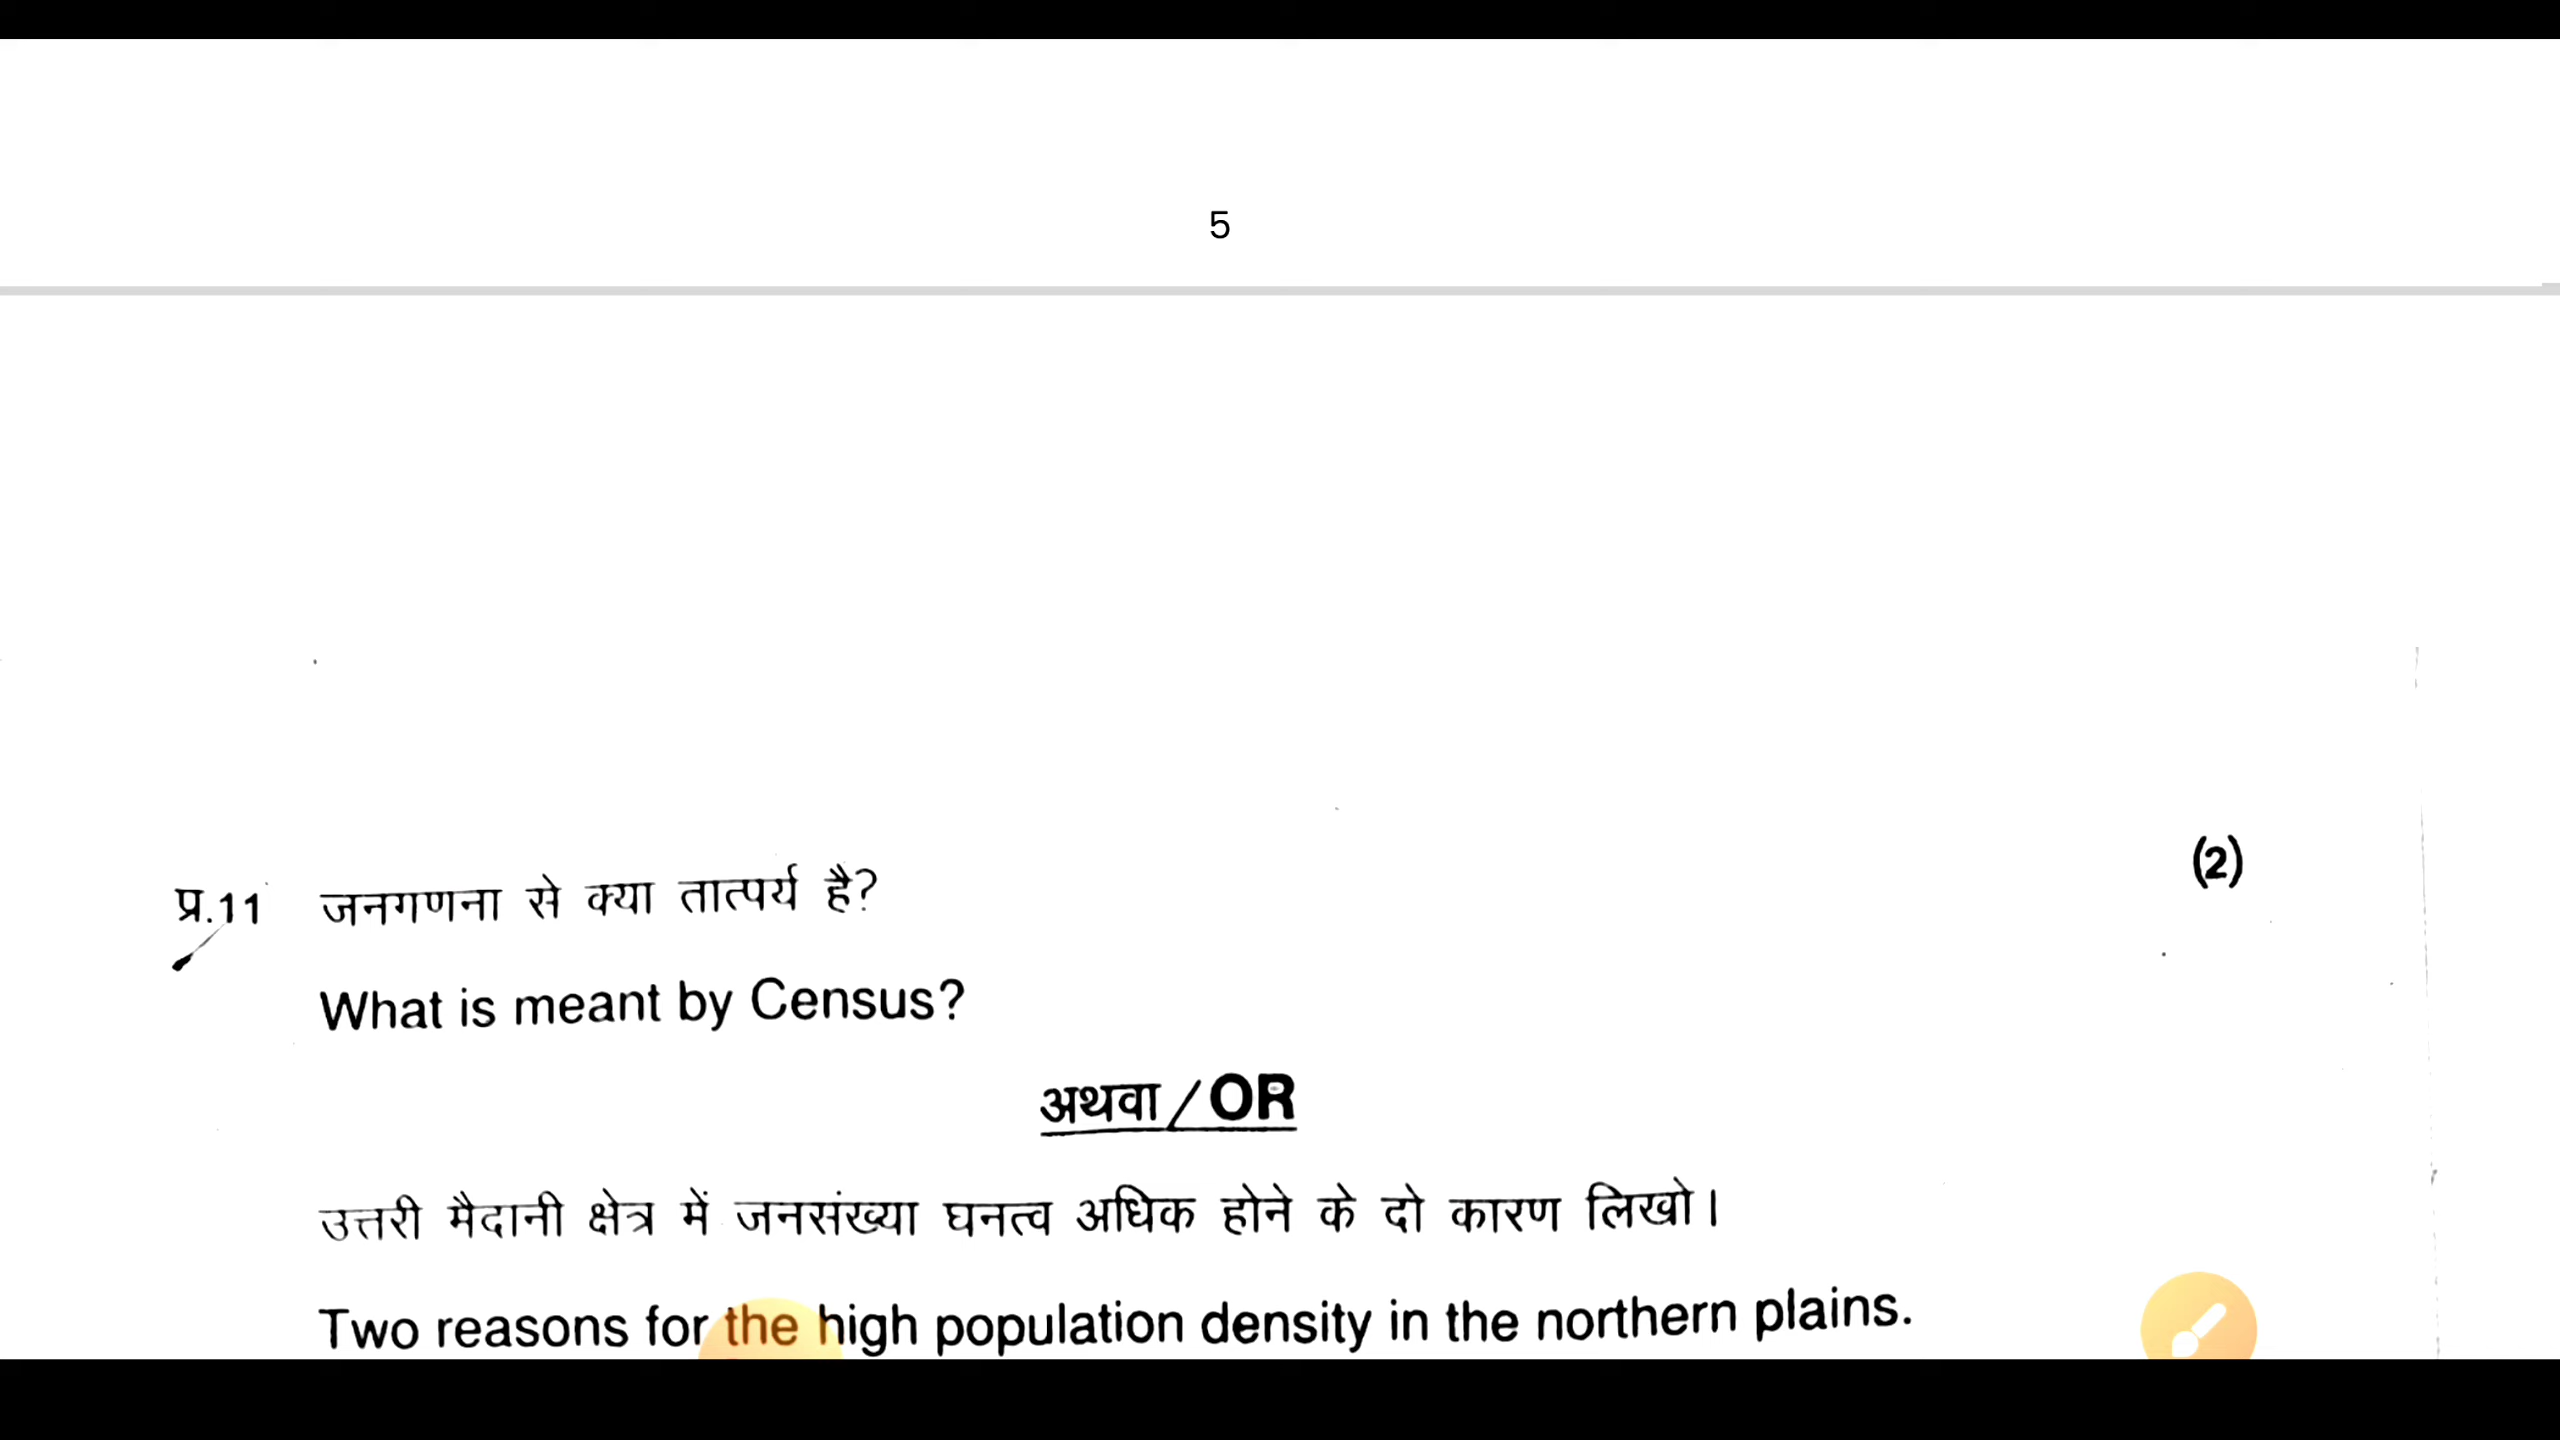 5
(2)
प्र.11 जनगणना से क्या तात्पर्य है?
What is meant by Census?
अथवा / OR
उत्तरी मैदानी क्षेत्र में जनसंख्या घनत्व अधिक होने के दो कारण लिखो।
Two reasons for the high population density in the northern plains.